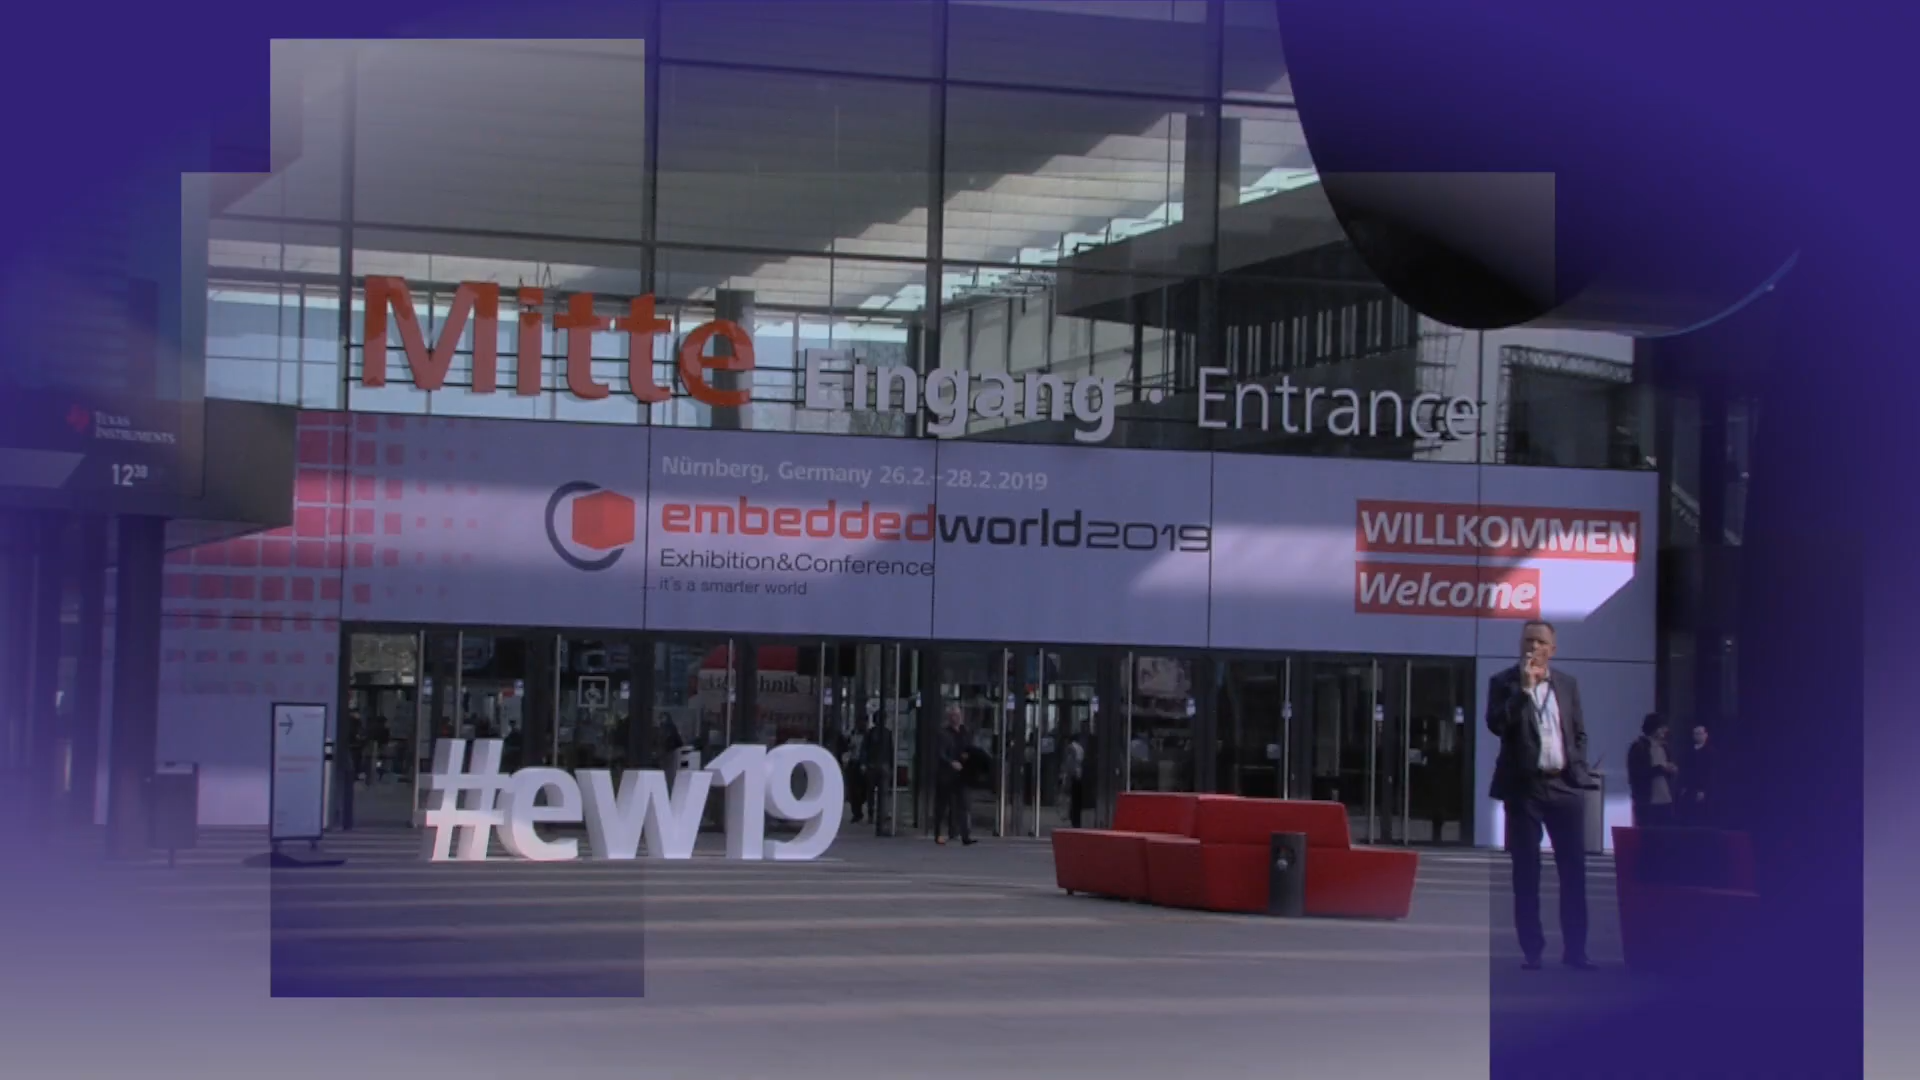 Mitte Eingang · Entrance
TEXAS
INSTRUMENTS
12³⁸
Nürnberg, Germany 26.2.–28.2.2019
embeddedworld2019
Exhibition&Conference
...it's a smarter world
WILLKOMMEN
Welcome
#ew19